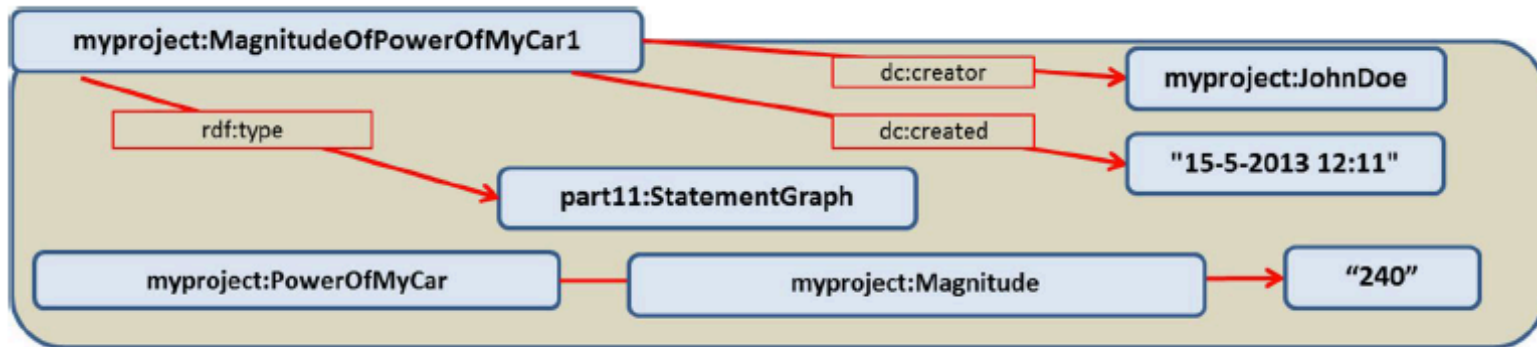 myproject:MagnitudeOfPowerOfMyCar1
dc:creator
myproject:JohnDoe
rdf:type
dc:created
"15-5-2013 12:11"
part11:StatementGraph
myproject:PowerOfMyCar
myproject:Magnitude
“240”